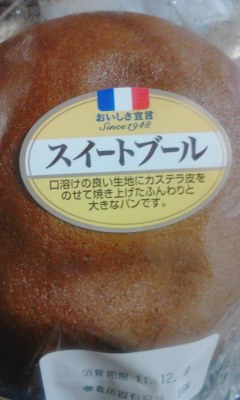 おいしさ宣言
Since 1948
スイートブール
口溶けの良い生地にカステラ皮を
のせて焼き上げたふんわりと
大きなパンです。
消費期限 11.12.